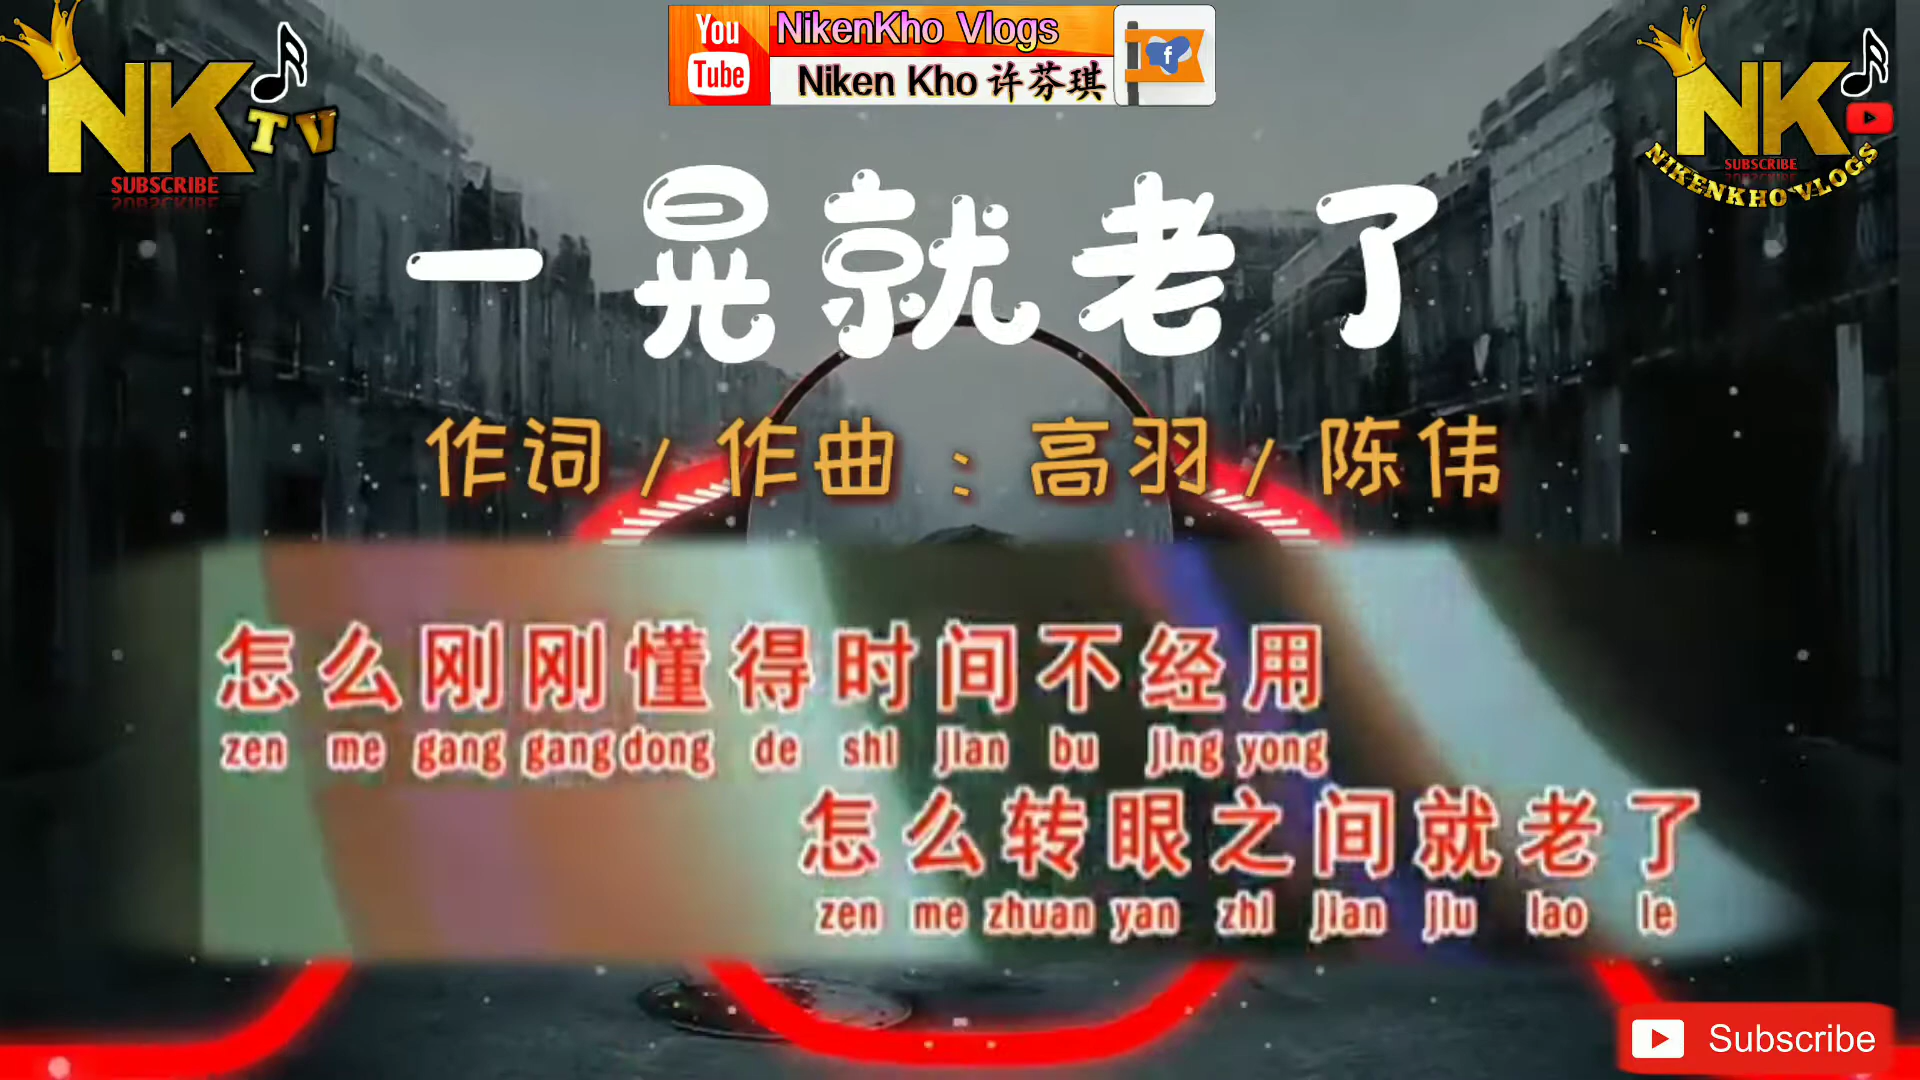 You
Tube
NikenKho Vlogs
Niken Kho 许芬琪
f
NK
TV
SUBSCRIBE
NK
SUBSCRIBE
NIKENKHO VLOGS
一晃就老了
作词 / 作曲 : 高羽 / 陈伟
怎么刚刚懂得时间不经用
zen me gang gang dong de shi jian bu jing yong
怎么转眼之间就老了
zen me zhuan yan zhi jian jiu lao le
Subscribe